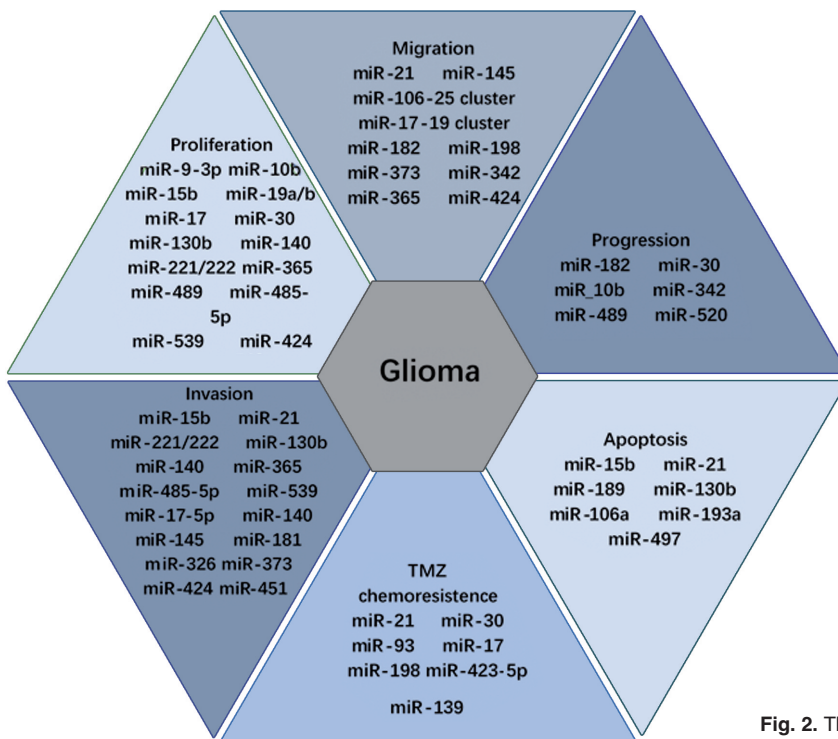 Migration
miR-21 miR-145
miR-106-25 cluster
miR-17-19 cluster
miR-182 miR-198
miR-373 miR-342
miR-365 miR-424
Proliferation
miR-9-3p miR-10b
miR-15b miR-19a/b
miR-17 miR-30
miR-130b miR-140
miR-221/222 miR-365
miR-489 miR-485-
5p
miR-539 miR-424
Progression
miR-182 miR-30
miR_10b miR-342
miR-489 miR-520
Glioma
Invasion
miR-15b miR-21
miR-221/222 miR-130b
miR-140 miR-365
miR-485-5p miR-539
miR-17-5p miR-140
miR-145 miR-181
miR-326 miR-373
miR-424 miR-451
Apoptosis
miR-15b miR-21
miR-189 miR-130b
miR-106a miR-193a
miR-497
TMZ
chemoresistence
miR-21 miR-30
miR-93 miR-17
miR-198 miR-423-5p
miR-139
Fig. 2.